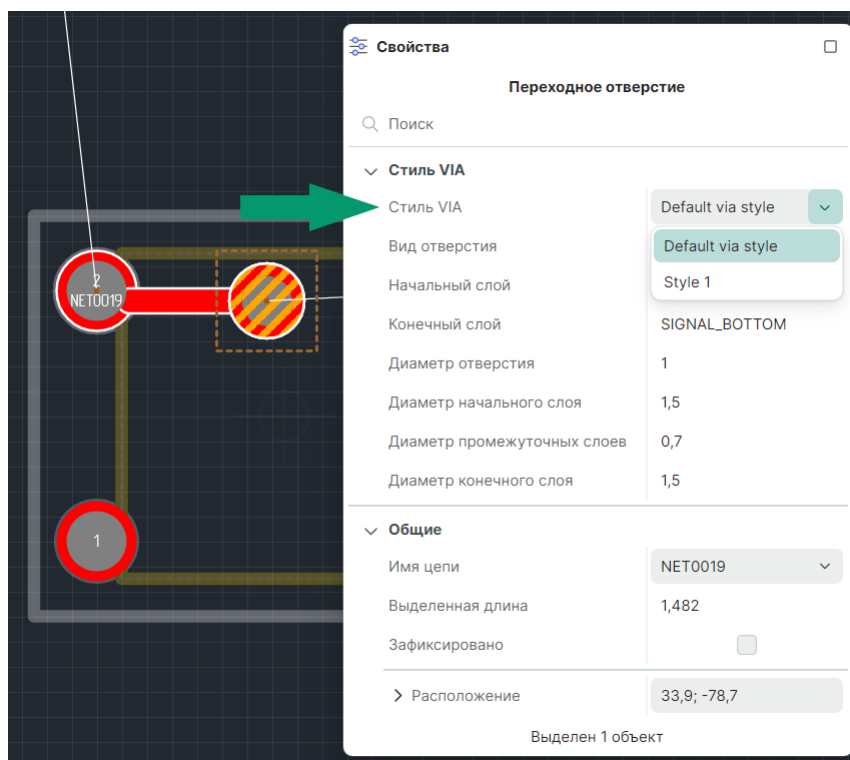 Свойства
Переходное отверстие
Поиск
Стиль VIA
Стиль VIA Default via style
Вид отверстия Default via style
Начальный слой Style 1
Конечный слой SIGNAL_BOTTOM
Диаметр отверстия 1
Диаметр начального слоя 1,5
Диаметр промежуточных слоев 0,7
Диаметр конечного слоя 1,5
Общие
Имя цепи NET0019
Выделенная длина 1,482
Зафиксировано
Расположение 33,9; -78,7
Выделен 1 объект
2
NET0019
1